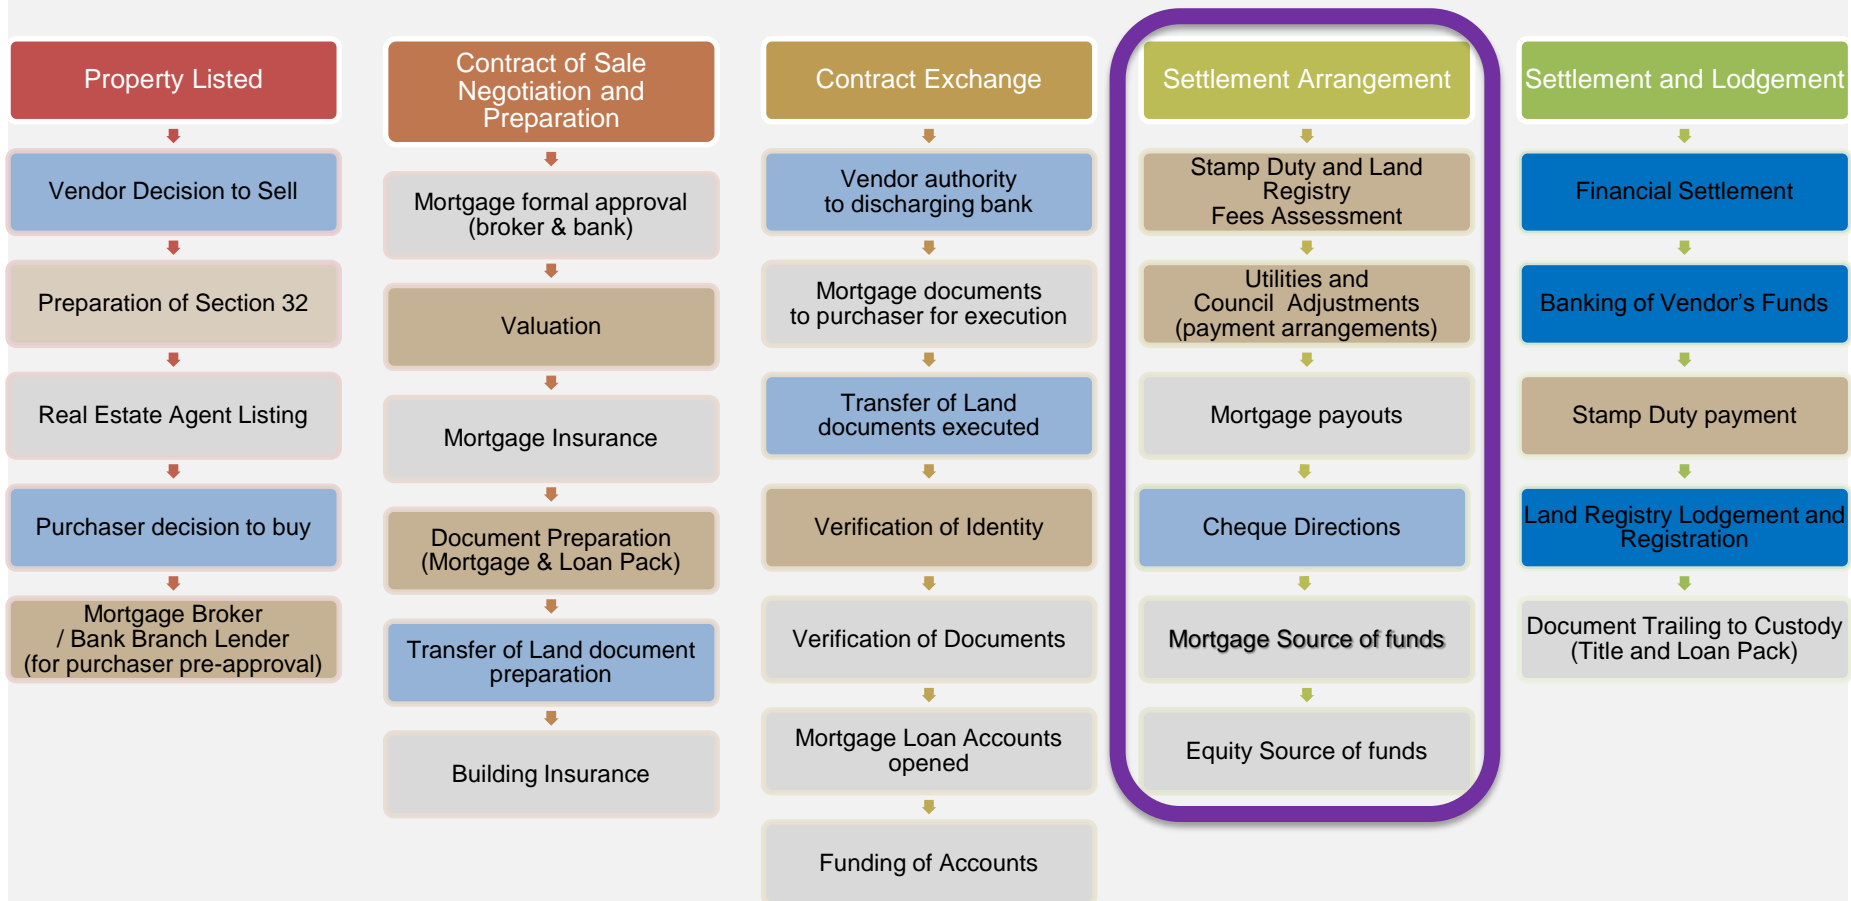 Property Listed
Vendor Decision to Sell
Preparation of Section 32
Real Estate Agent Listing
Purchaser decision to buy
Mortgage Broker
/ Bank Branch Lender
(for purchaser pre-approval)
Contract of Sale
Negotiation and
Preparation
Mortgage formal approval
(broker & bank)
Valuation
Mortgage Insurance
Document Preparation
(Mortgage & Loan Pack)
Transfer of Land document
preparation
Building Insurance
Contract Exchange
Vendor authority
to discharging bank
Mortgage documents
to purchaser for execution
Transfer of Land
documents executed
Verification of Identity
Verification of Documents
Mortgage Loan Accounts
opened
Funding of Accounts
Settlement Arrangement
Stamp Duty and Land
Registry
Fees Assessment
Utilities and
Council Adjustments
(payment arrangements)
Mortgage payouts
Cheque Directions
Mortgage Source of funds
Equity Source of funds
Settlement and Lodgement
Financial Settlement
Banking of Vendor's Funds
Stamp Duty payment
Land Registry Lodgement and
Registration
Document Trailing to Custody
(Title and Loan Pack)